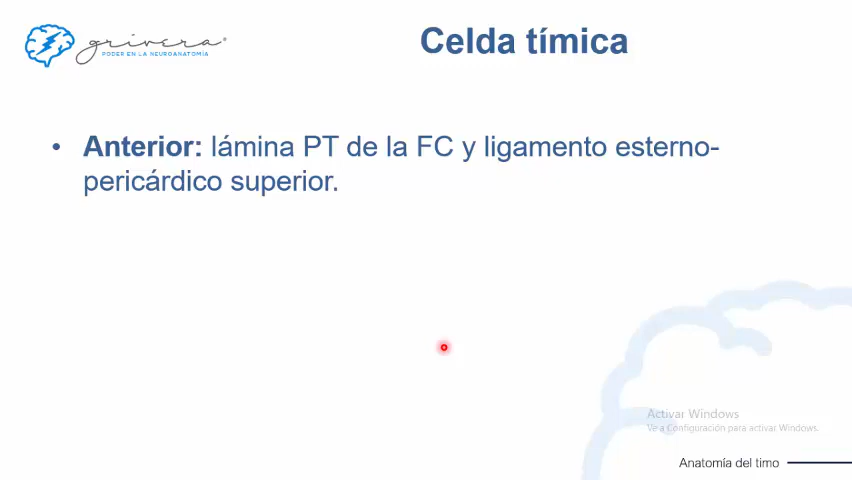 grivera®
PODER EN LA NEUROANATOMÍA
Celda tímica
• Anterior: lámina PT de la FC y ligamento esterno-
pericárdico superior.
Activar Windows
Ve a Configuración para activar Windows.
Anatomía del timo